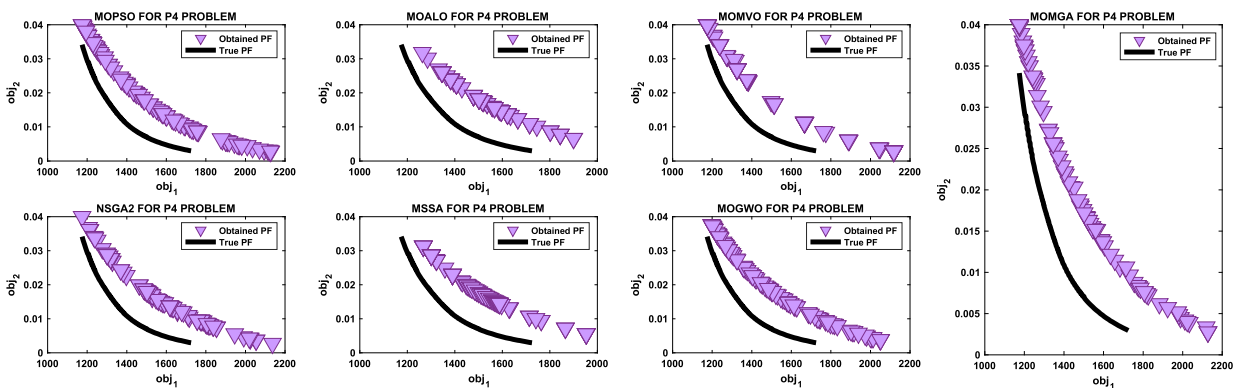 MOPSO FOR P4 PROBLEM
Obtained PF
True PF
0.04
0.03
0.02
0.01
0
obj2
1000 1200 1400 1600 1800 2000 2200
obj1
MOALO FOR P4 PROBLEM
Obtained PF
True PF
0.04
0.03
0.02
0.01
0
obj2
1000 1200 1400 1600 1800 2000
obj1
MOMVO FOR P4 PROBLEM
Obtained PF
True PF
0.04
0.03
0.02
0.01
0
obj2
1000 1200 1400 1600 1800 2000 2200
obj1
NSGA2 FOR P4 PROBLEM
Obtained PF
True PF
0.04
0.03
0.02
0.01
0
obj2
1000 1200 1400 1600 1800 2000 2200
obj1
MSSA FOR P4 PROBLEM
Obtained PF
True PF
0.04
0.03
0.02
0.01
0
obj2
1000 1200 1400 1600 1800 2000
obj1
MOGWO FOR P4 PROBLEM
Obtained PF
True PF
0.04
0.03
0.02
0.01
0
obj2
1000 1200 1400 1600 1800 2000 2200
obj1
MOMGA FOR P4 PROBLEM
Obtained PF
True PF
0.04
0.035
0.03
0.025
0.02
0.015
0.01
0.005
0
obj2
1000 1200 1400 1600 1800 2000 2200
obj1